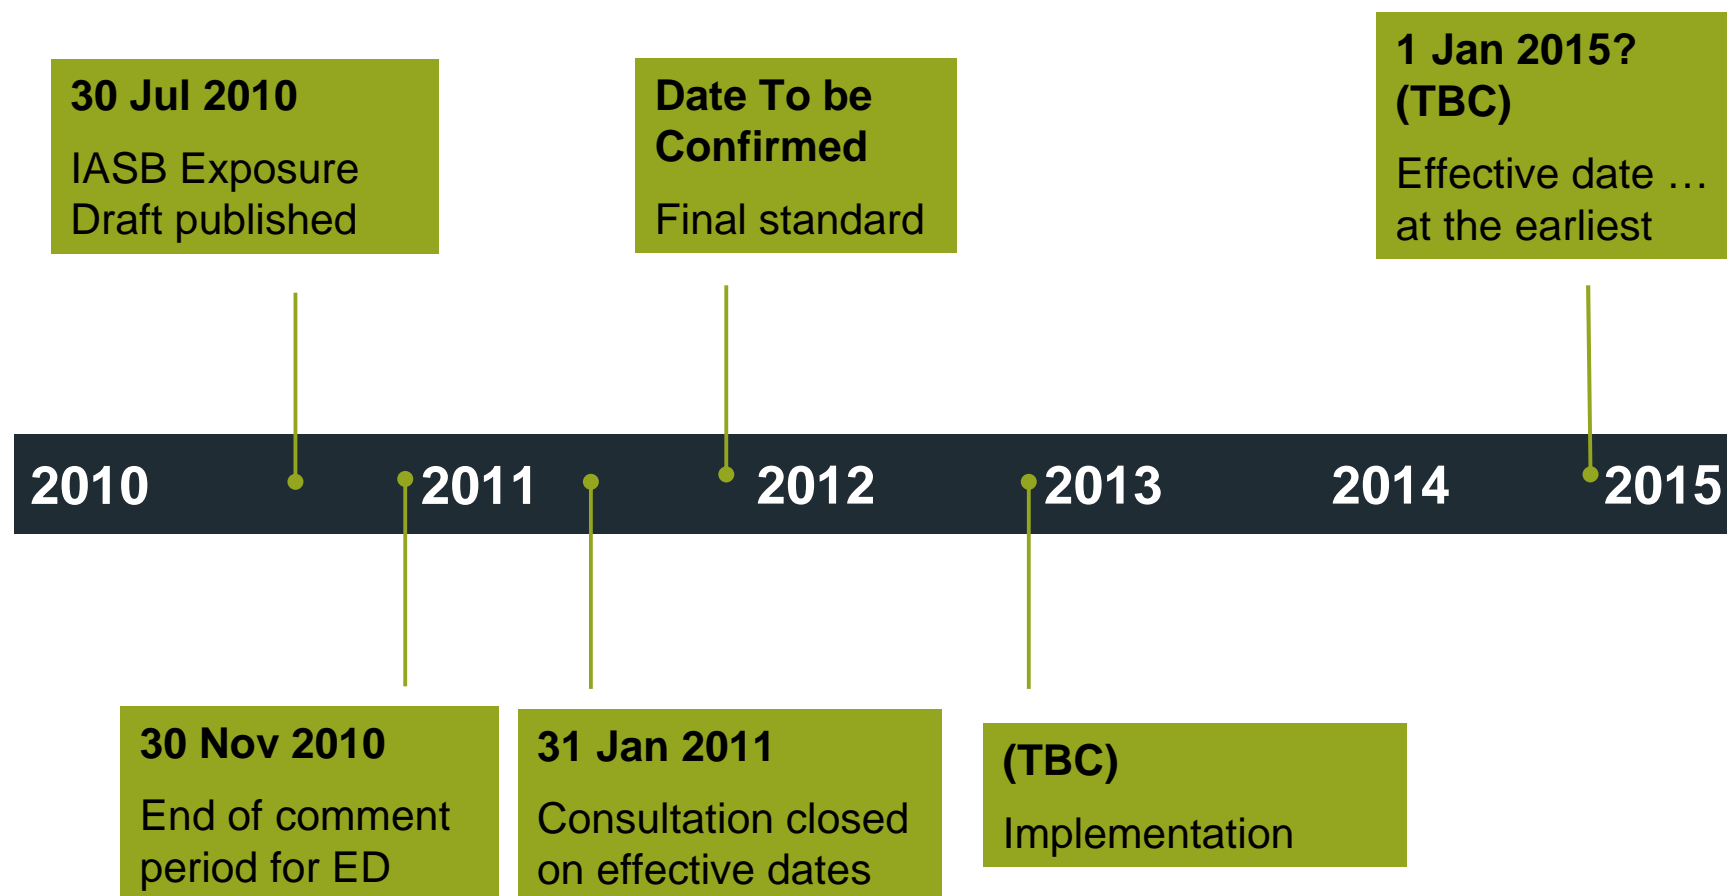 30 Jul 2010
IASB Exposure
Draft published
Date To be
Confirmed
Final standard
1 Jan 2015?
(TBC)
Effective date …
at the earliest
2010 2011 2012 2013 2014 2015
30 Nov 2010
End of comment
period for ED
31 Jan 2011
Consultation closed
on effective dates
(TBC)
Implementation